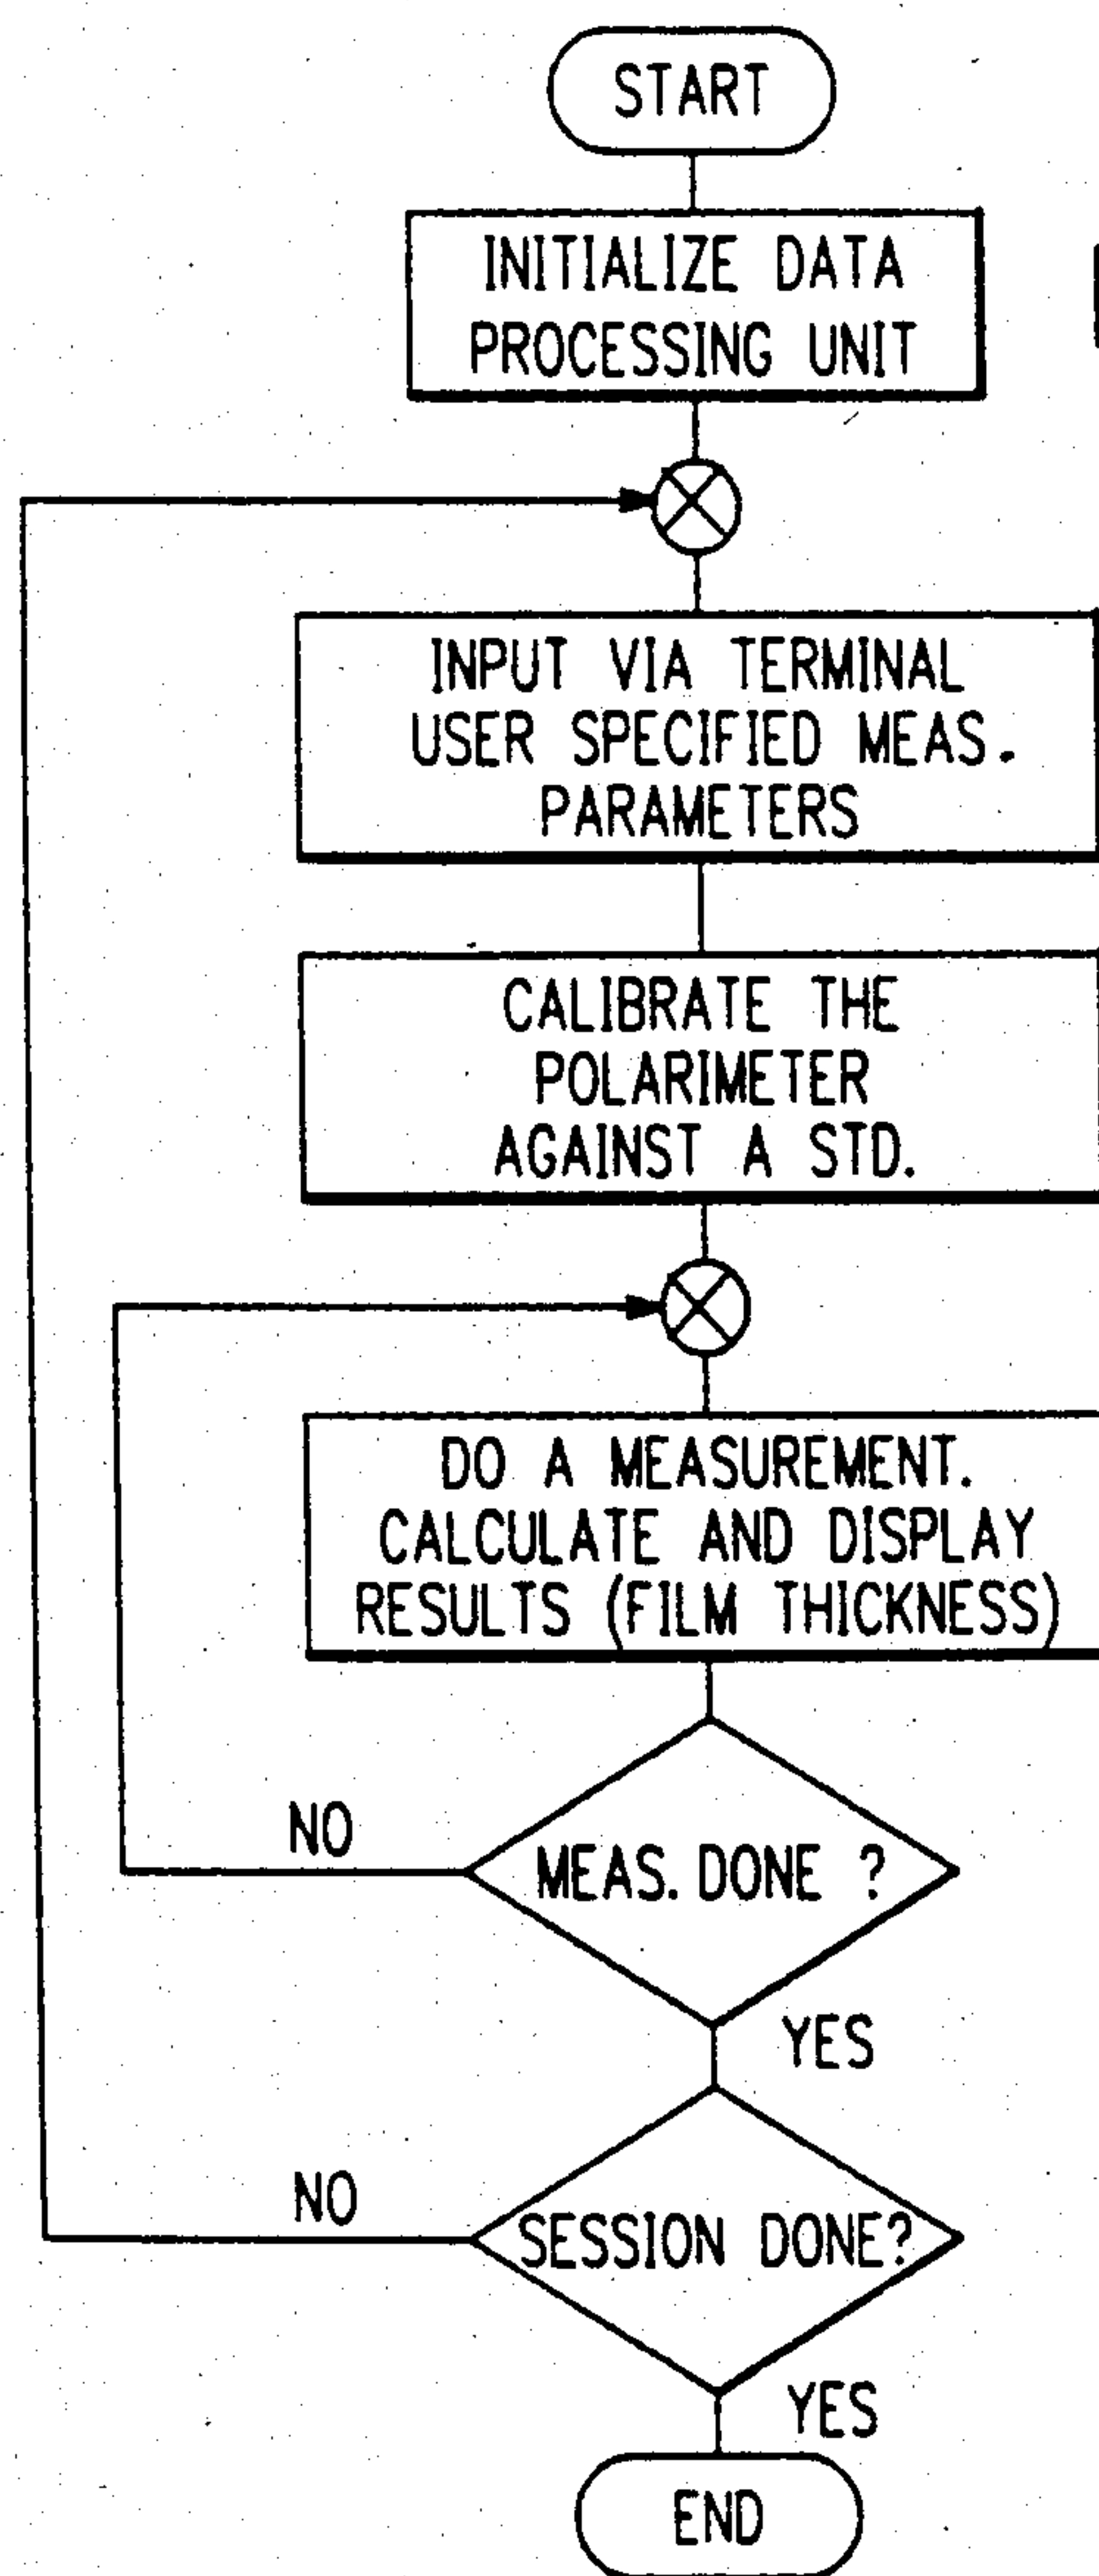 START
INITIALIZE DATA
PROCESSING UNIT
INPUT VIA TERMINAL
USER SPECIFIED MEAS.
PARAMETERS
CALIBRATE THE
POLARIMETER
AGAINST A STD.
DO A MEASUREMENT.
CALCULATE AND DISPLAY
RESULTS (FILM THICKNESS)
NO
MEAS. DONE ?
YES
NO
SESSION DONE?
YES
END